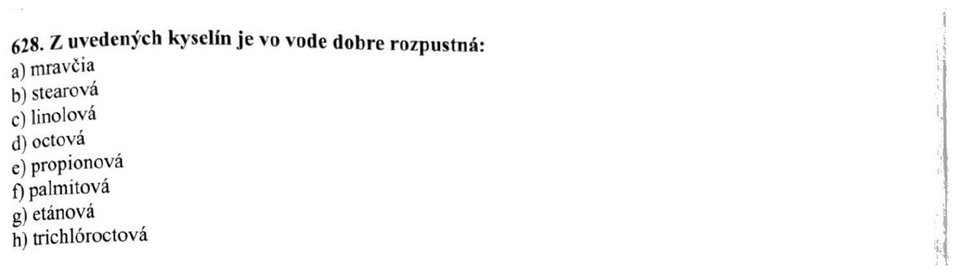 628. Z uvedených kyselín je vo vode dobre rozpustná:
a) mravčia
b) stearová
c) linolová
d) octová
e) propionová
f) palmitová
g) etánová
h) trichlóroctová